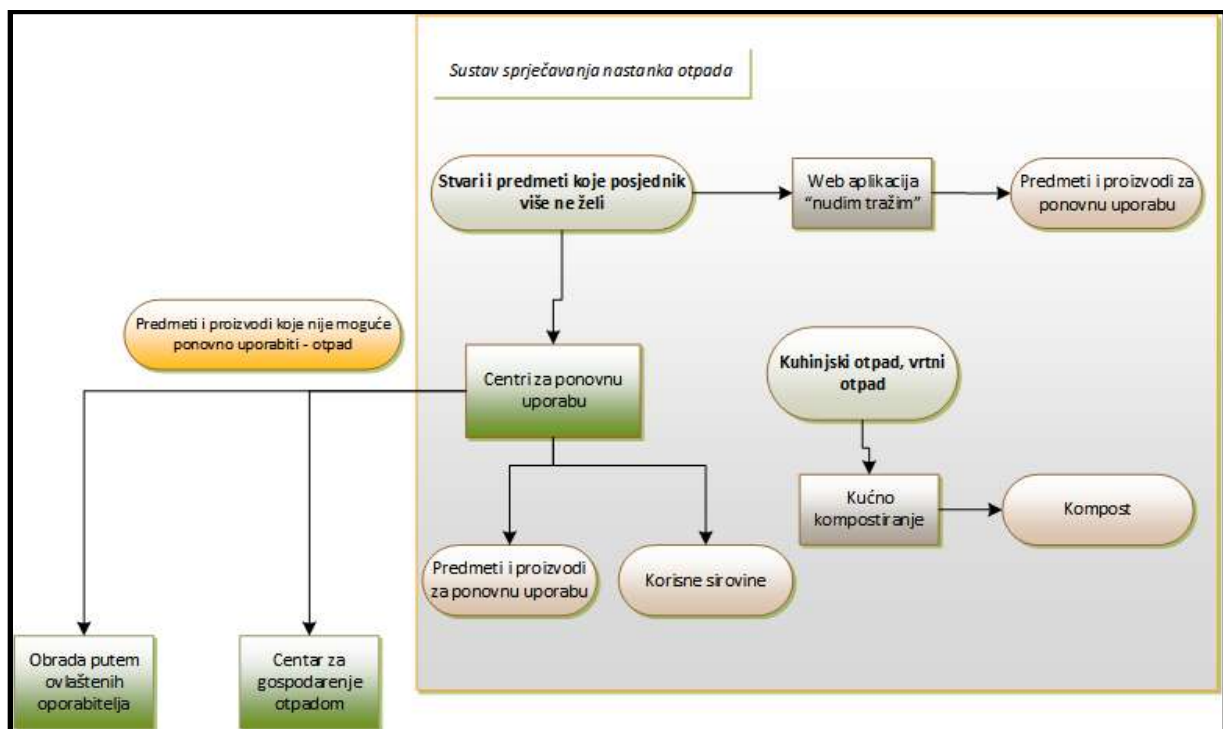 Sustav sprječavanja nastanka otpada
Stvari i predmeti koje posjednik
više ne želi
Web aplikacija
“nudim tražim”
Predmeti i proizvodi za
ponovnu uporabu
Predmeti i proizvodi koje nije moguće
ponovno uporabiti - otpad
Centri za ponovnu
uporabu
Kuhinjski otpad, vrtni
otpad
Kućno
kompostiranje
Kompost
Predmeti i proizvodi
za ponovnu uporabu
Korisne sirovine
Obrada putem
ovlaštenih
oporabitelja
Centar za
gospodarenje
otpadom